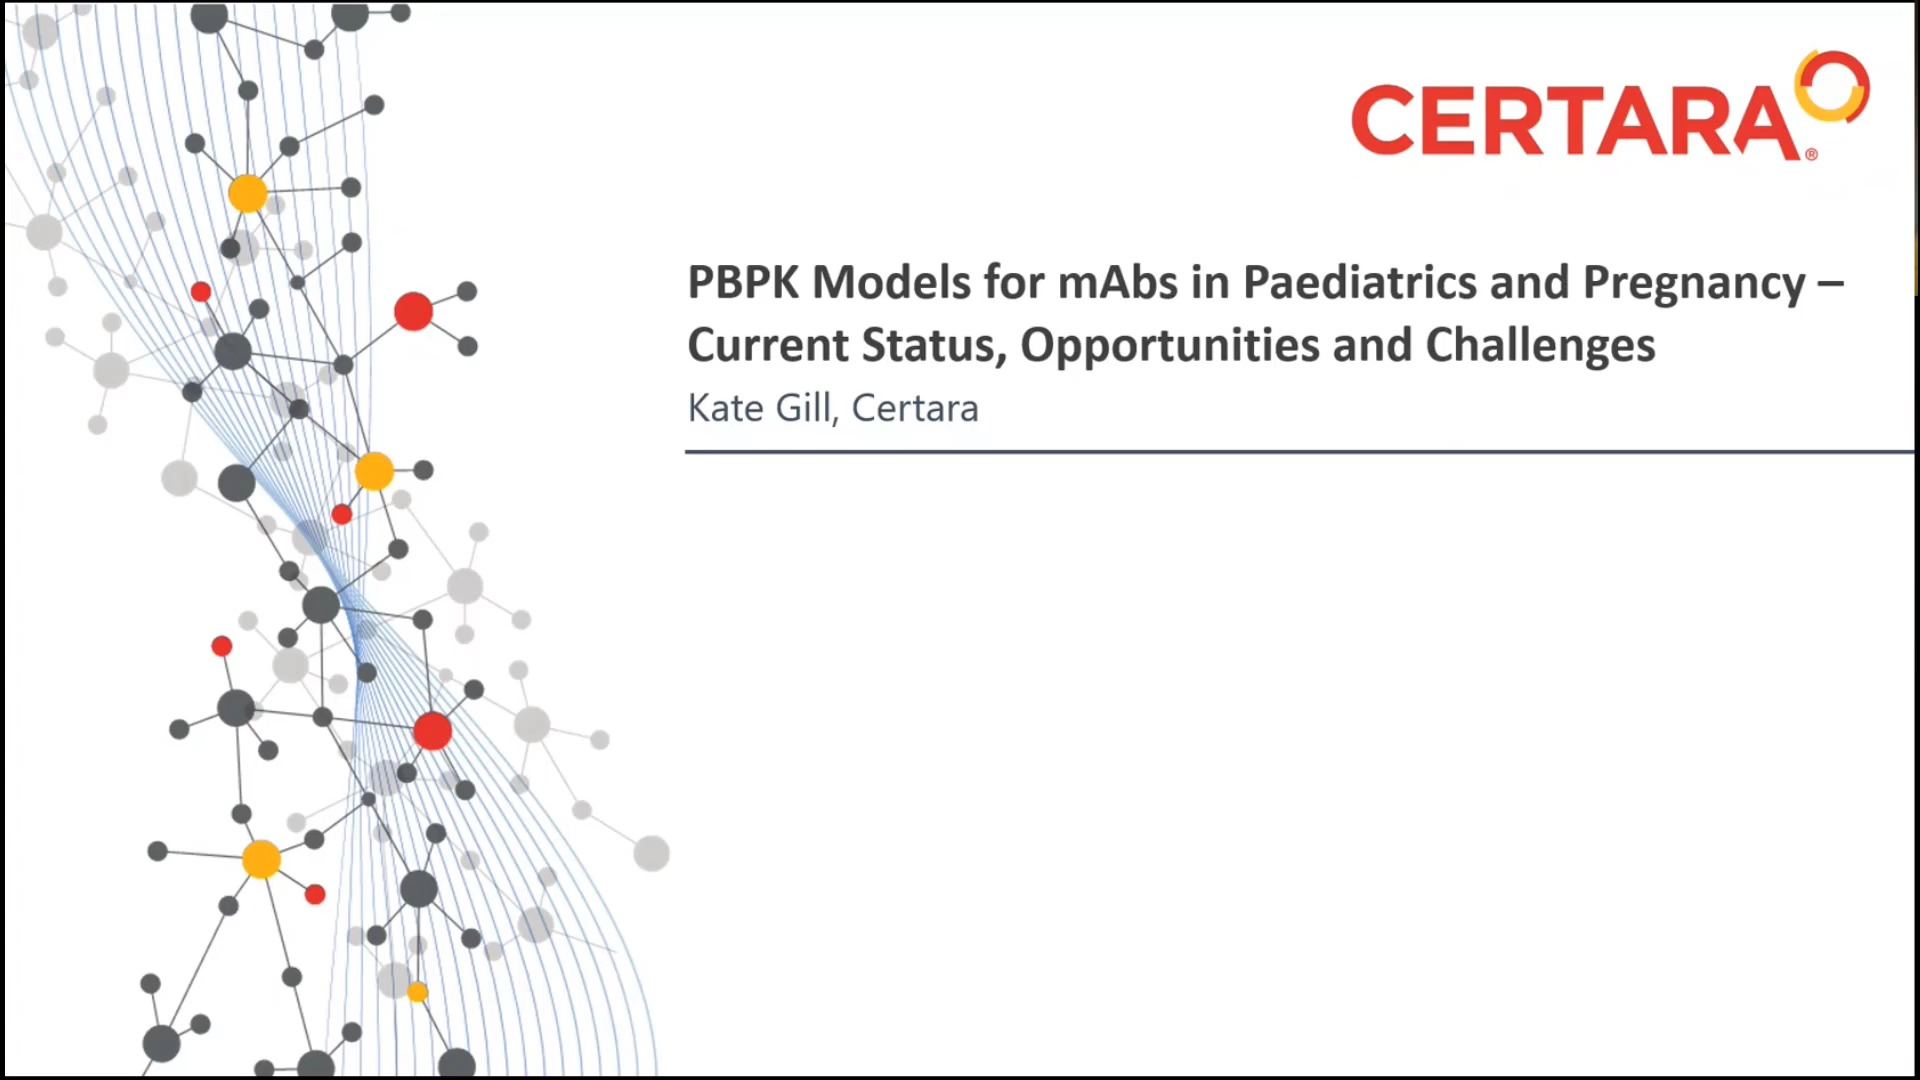 CERTARA®
PBPK Models for mAbs in Paediatrics and Pregnancy –
Current Status, Opportunities and Challenges
Kate Gill, Certara